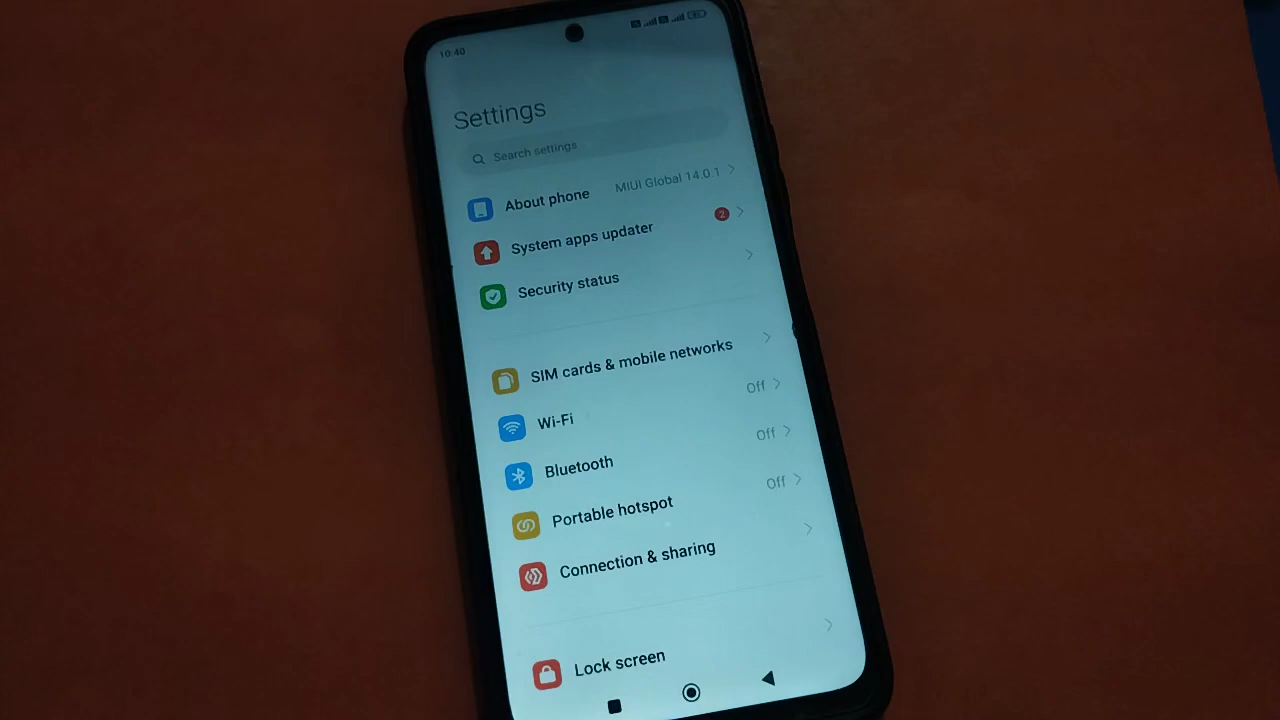 10:40
Settings
Search settings
About phone MIUI Global 14.0.1
System apps updater 2
Security status
SIM cards & mobile networks
Wi-Fi Off
Bluetooth Off
Portable hotspot Off
Connection & sharing
Lock screen